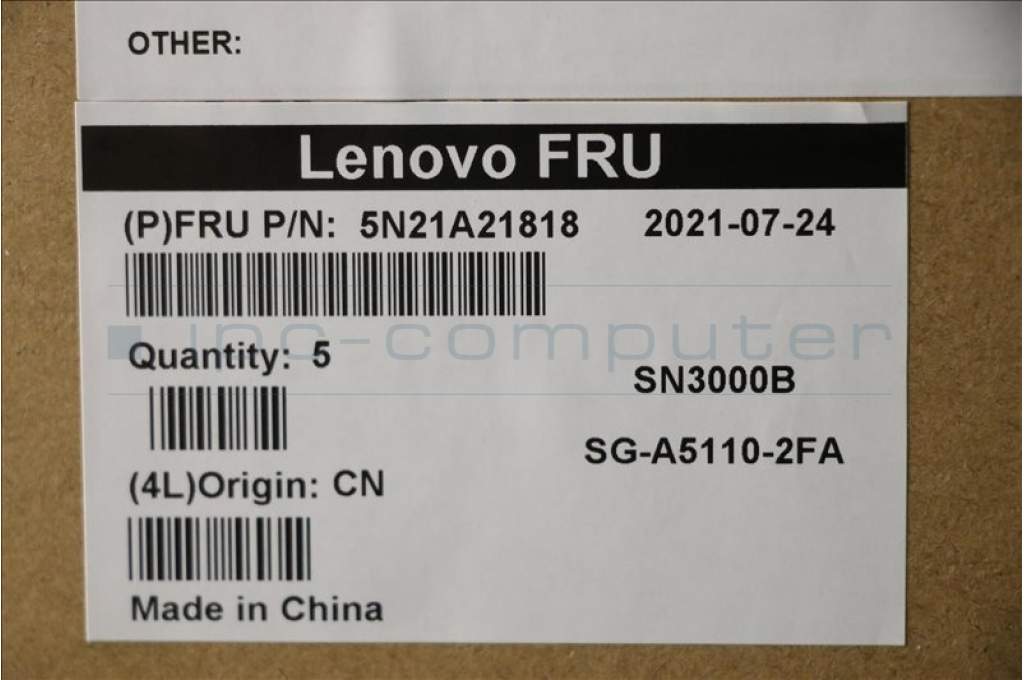 OTHER:
Lenovo FRU
(P)FRU P/N: 5N21A21818 2021-07-24
inc-computer
Quantity: 5
SN3000B
SG-A5110-2FA
(4L)Origin: CN
Made in China